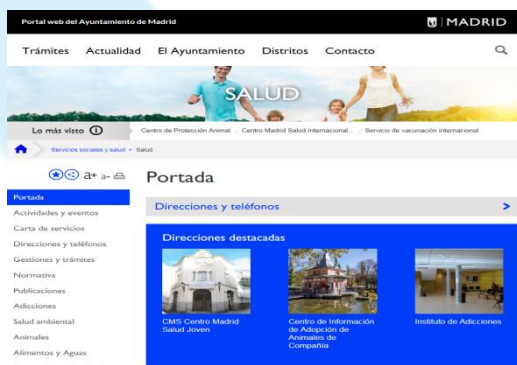 Portal web del Ayuntamiento de Madrid
MADRID
Trámites Actualidad El Ayuntamiento Distritos Contacto
SALUD
Lo más visto
Centro de Protección Animal / Centro Madrid Salud Internacional... / Servicio de vacunación internacional
Servicios sociales y salud > Salud
a+ a-
Portada
Portada
Direcciones y teléfonos >
Actividades y eventos
Carta de servicios
Direcciones y teléfonos
Gestiones y trámites
Normativa
Publicaciones
Adicciones
Salud ambiental
Animales
Alimentos y Aguas
Direcciones destacadas
CMS Centro Madrid
Salud Joven
Centro de Información
de Adopción de
Animales de
Compañía
Instituto de Adicciones